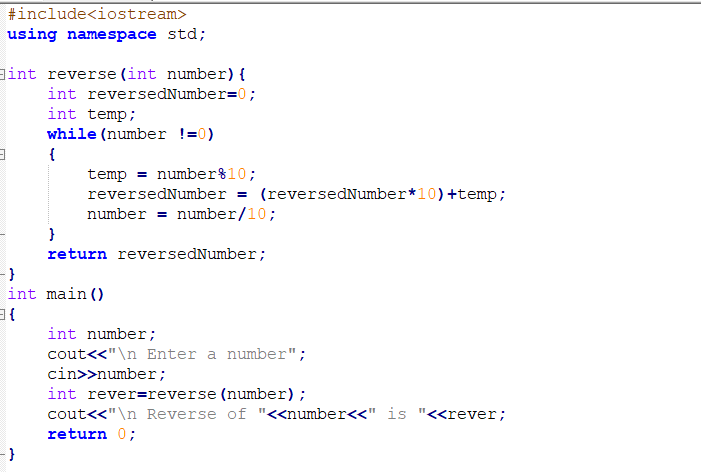 #include<iostream>
using namespace std;

int reverse(int number){
    int reversedNumber=0;
    int temp;
    while(number !=0)
    {
        temp = number%10;
        reversedNumber = (reversedNumber*10)+temp;
        number = number/10;
    }
    return reversedNumber;
}
int main()
{
    int number;
    cout<<"\n Enter a number";
    cin>>number;
    int rever=reverse(number);
    cout<<"\n Reverse of "<<number<<" is "<<rever;
    return 0;
}